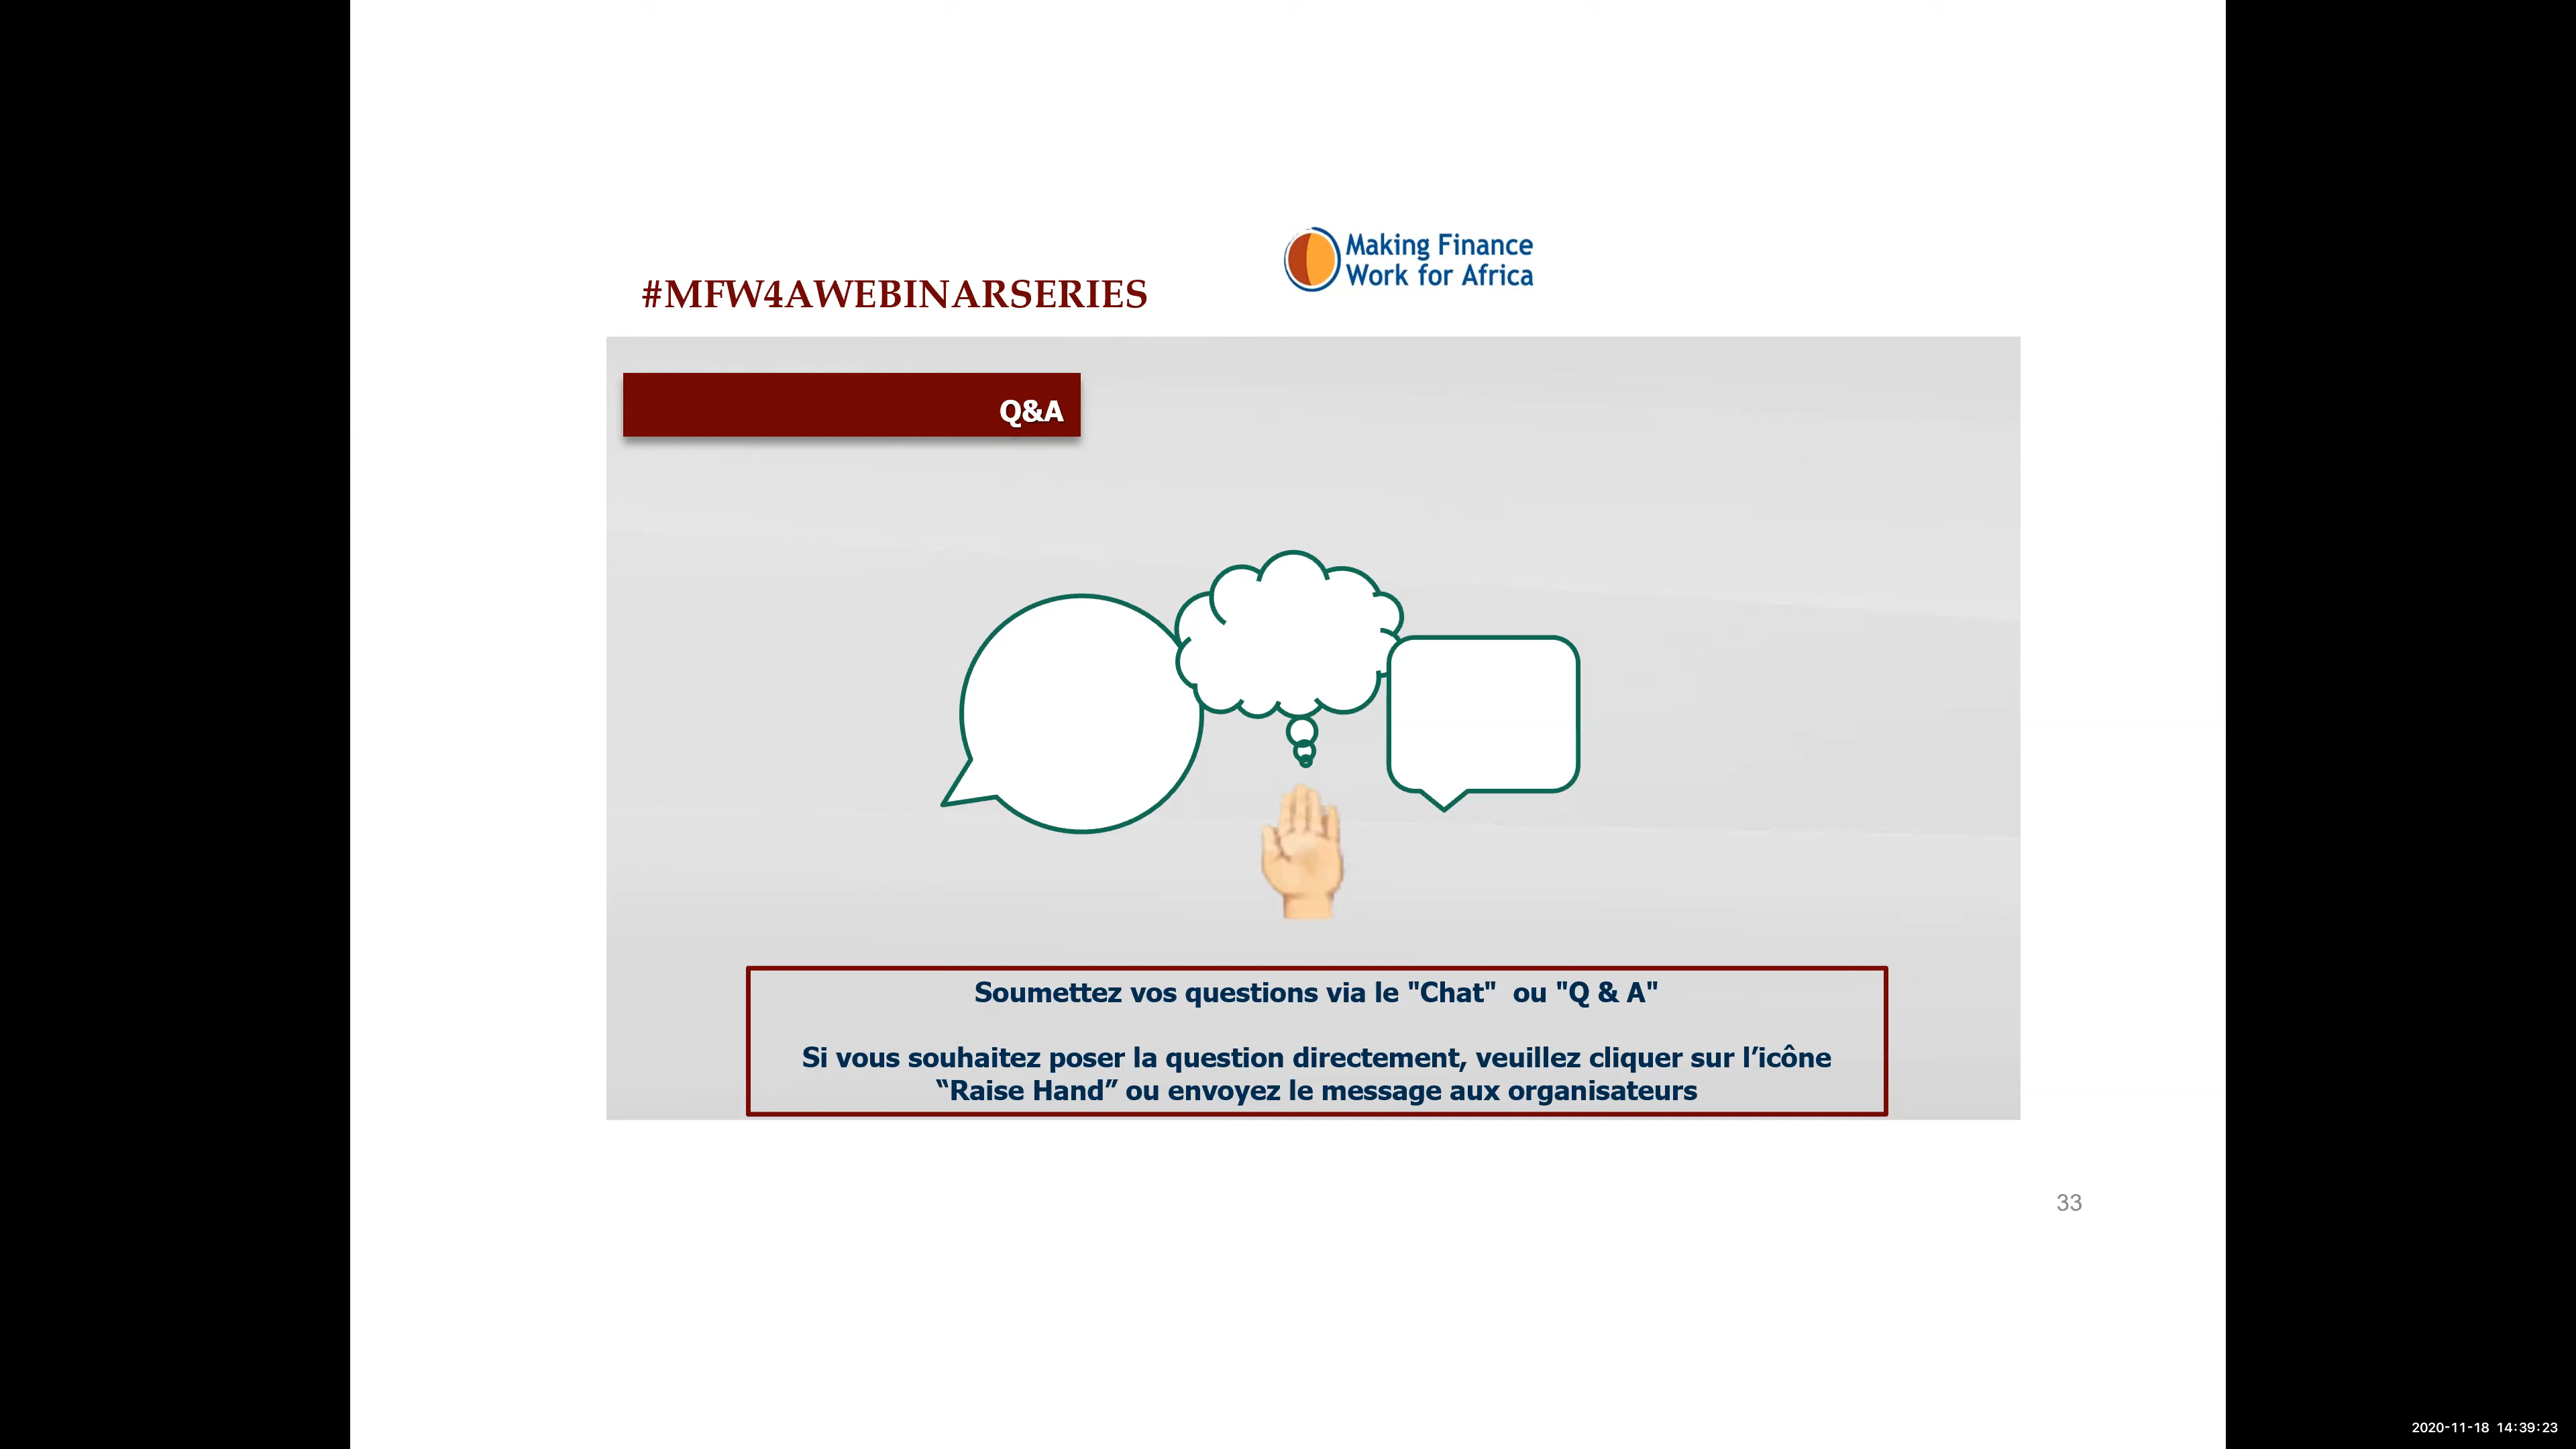 Making Finance
Work for Africa
#MFW4AWEBINARSERIES
Q&A
Soumettez vos questions via le "Chat"  ou "Q & A"
Si vous souhaitez poser la question directement, veuillez cliquer sur l’icône
“Raise Hand” ou envoyez le message aux organisateurs
33
2020-11-18 14:39:23